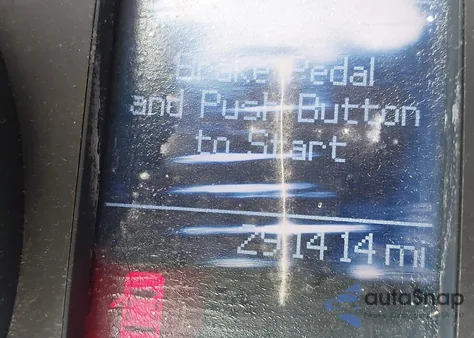 Brake Pedal
and Push Button
to Start
291414 mi
autoSnap